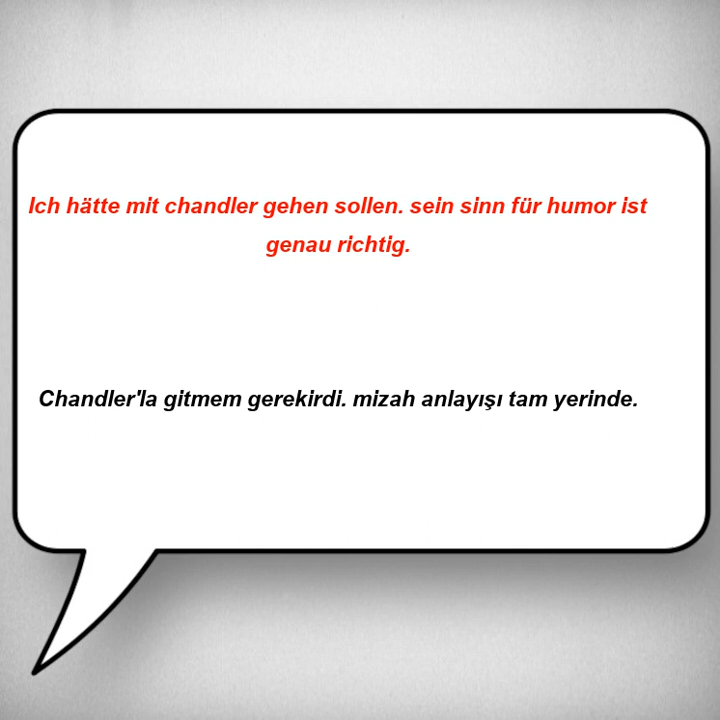 Ich hätte mit chandler gehen sollen. sein sinn für humor ist
genau richtig.
Chandler'la gitmem gerekirdi. mizah anlayışı tam yerinde.